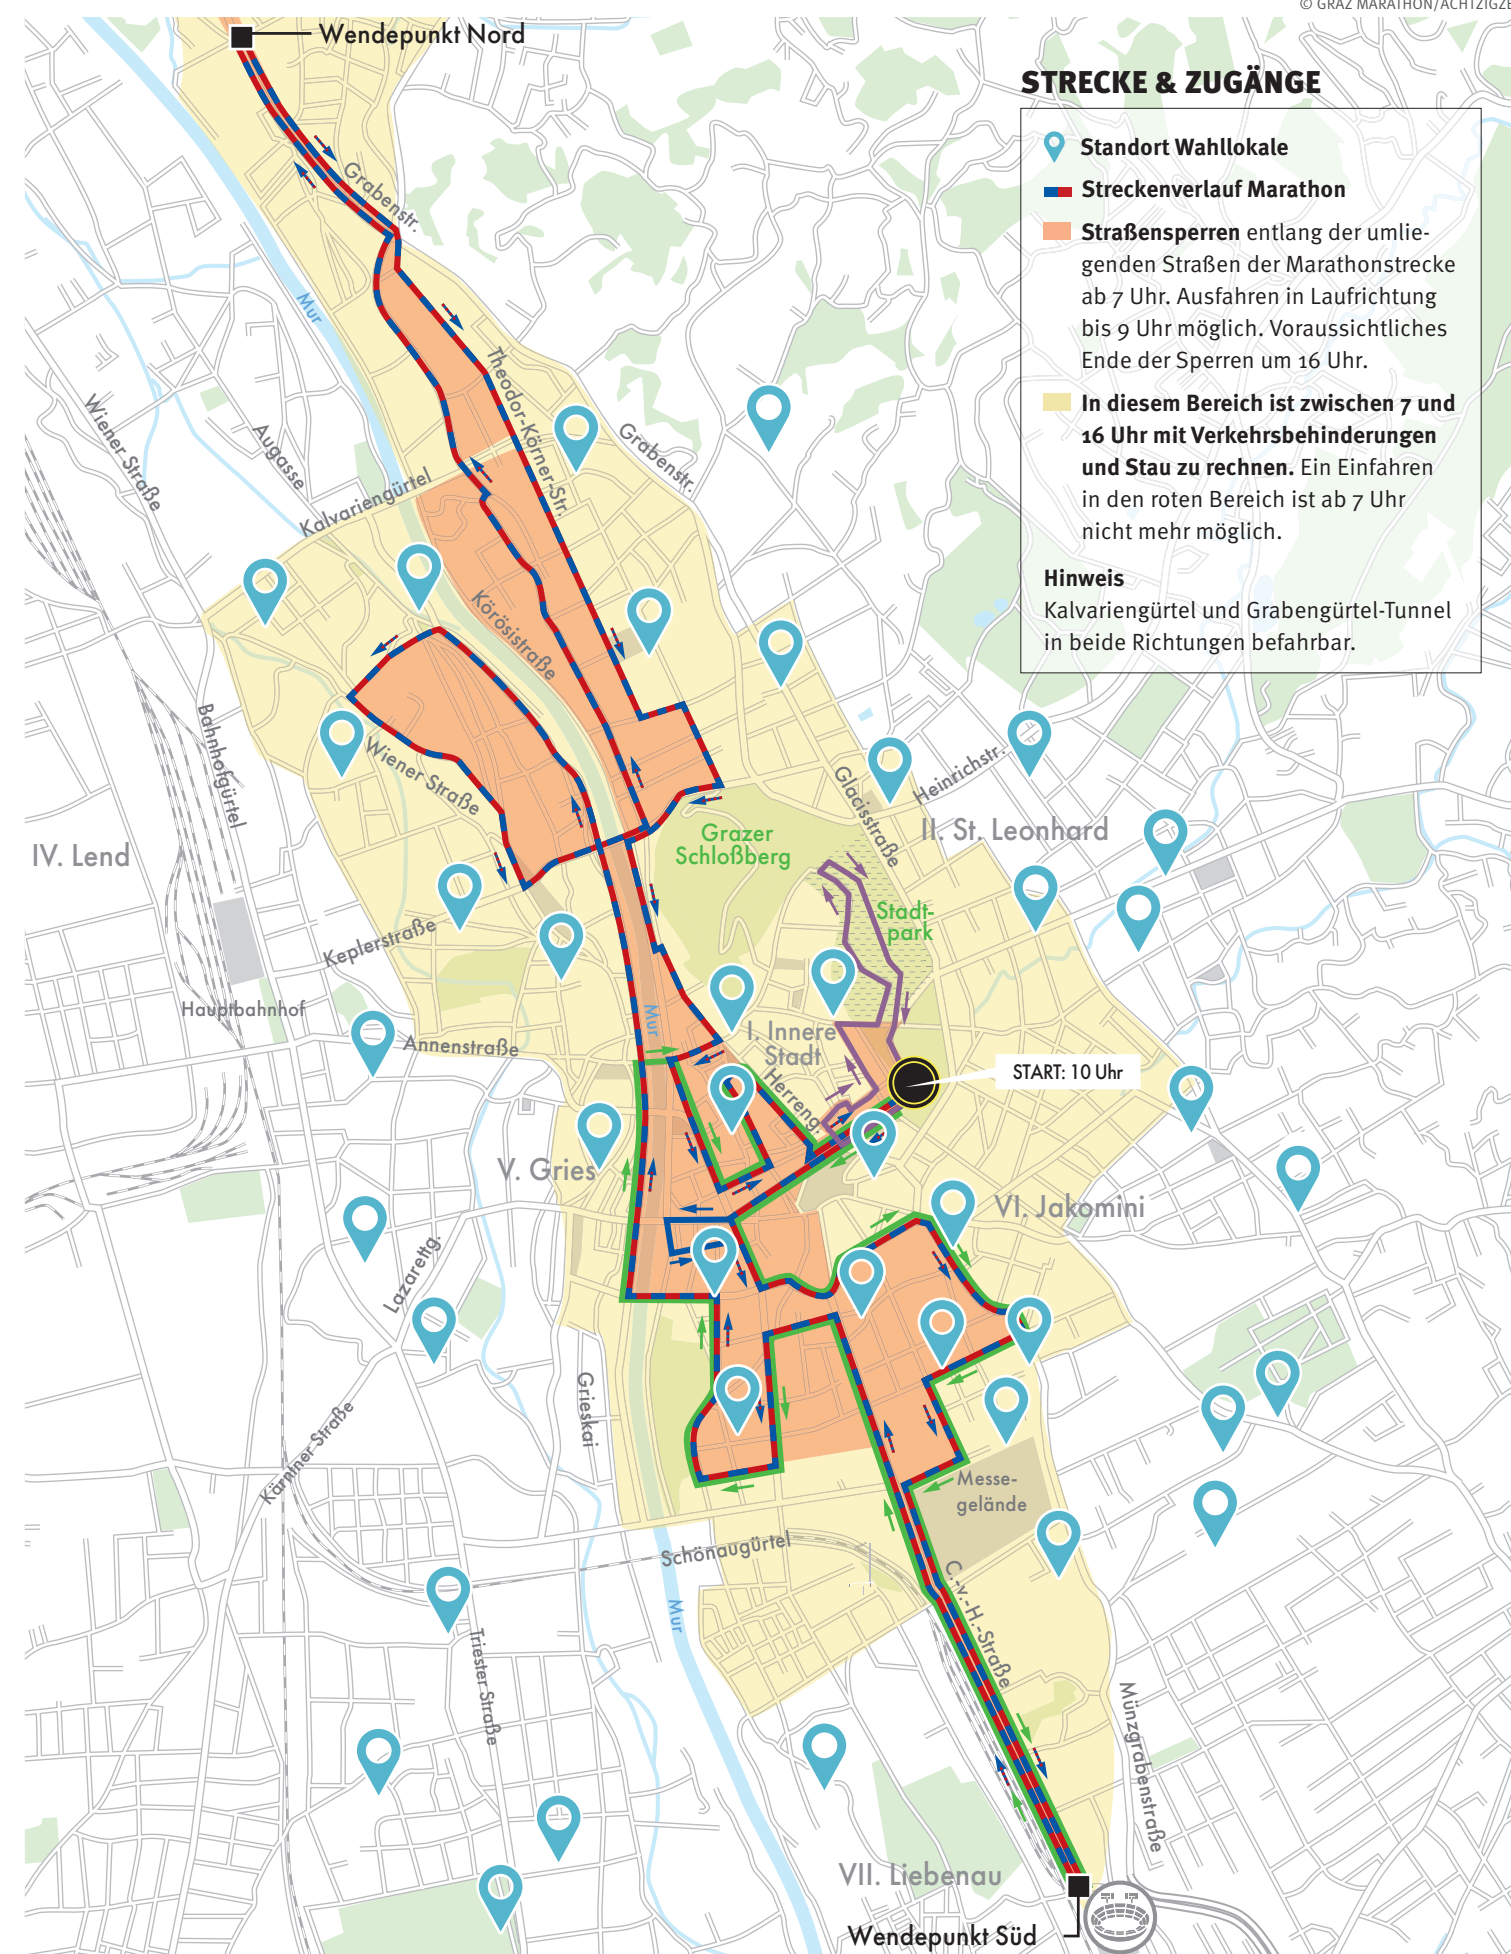 © GRAZ MARATHON/ACHTZIGZE
Wendepunkt Nord
STRECKE & ZUGÄNGE
Standort Wahllokale
Streckenverlauf Marathon
Straßensperren entlang der umlie-
genden Straßen der Marathonstrecke
ab 7 Uhr. Ausfahren in Laufrichtung
bis 9 Uhr möglich. Voraussichtliches
Ende der Sperren um 16 Uhr.
In diesem Bereich ist zwischen 7 und
16 Uhr mit Verkehrsbehinderungen
und Stau zu rechnen. Ein Einfahren
in den roten Bereich ist ab 7 Uhr
nicht mehr möglich.
Hinweis
Kalvariengürtel und Grabengürtel-Tunnel
in beide Richtungen befahrbar.
Grabenstr.
Mur
Theodor-Körner-Str.
Wiener Straße
Augasse
Grabenstr.
Kalvariengürtel
Körösistraße
Bahnhofgürtel
Wiener Straße
Glacisstraße
Heinrichstr.
II. St. Leonhard
IV. Lend
Grazer
Schloßberg
Stadt-
park
Keplerstraße
Hauptbahnhof
Annenstraße
Mur
I. Innere
Stadt
Herreng.
START: 10 Uhr
V. Gries
VI. Jakomini
Lazarettg.
Grieskai
Kärntner Straße
Messe-
gelände
Schönaugürtel
C.-v.-H.-Straße
Mur
Triester Straße
Münzgrabenstraße
VII. Liebenau
Wendepunkt Süd